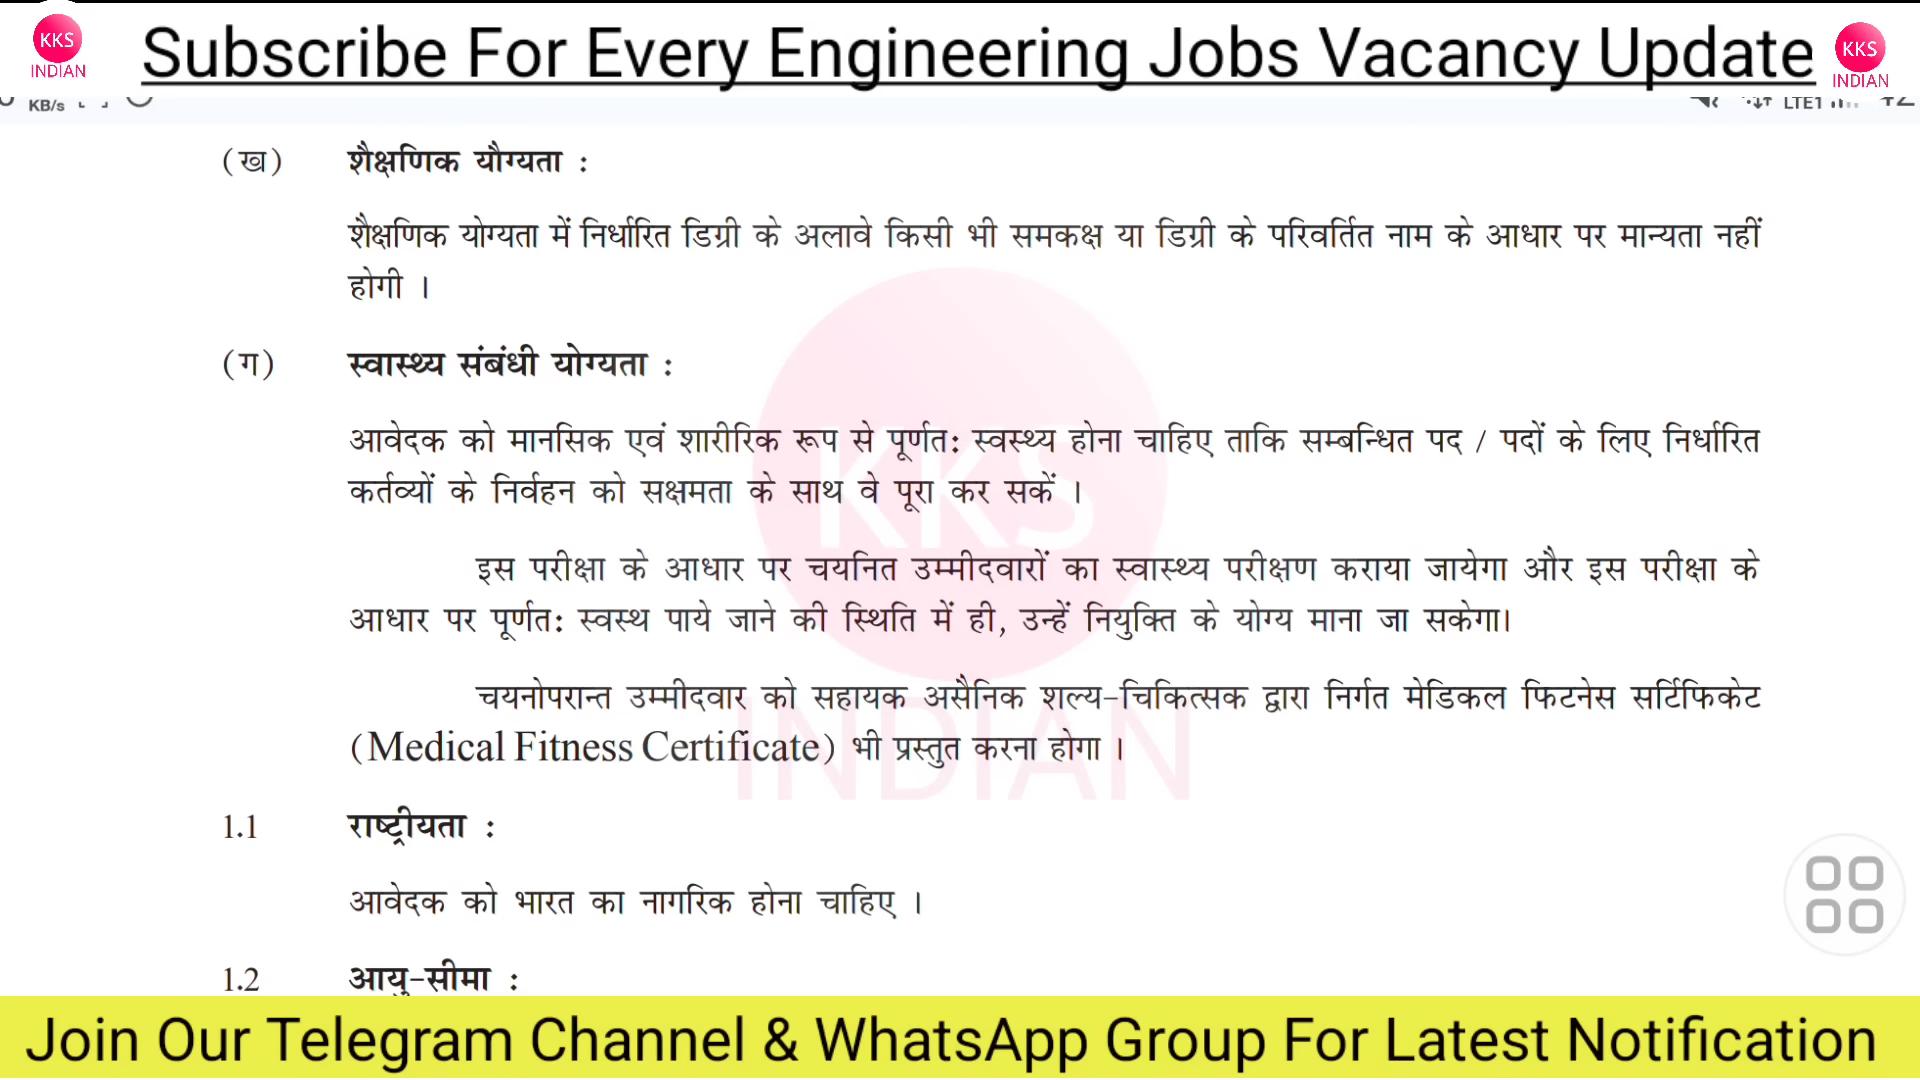 KKS
INDIAN
Subscribe For Every Engineering Jobs Vacancy Update
KKS
INDIAN
KB/s
LTE1
(ख) शैक्षणिक यौग्यता :
शैक्षणिक योग्यता में निर्धारित डिग्री के अलावे किसी भी समकक्ष या डिग्री के परिवर्तित नाम के आधार पर मान्यता नहीं
होगी ।
(ग) स्वास्थ्य संबंधी योग्यता :
आवेदक को मानसिक एवं शारीरिक रूप से पूर्णत: स्वस्थ्य होना चाहिए ताकि सम्बन्धित पद / पदों के लिए निर्धारित
कर्तव्यों के निर्वहन को सक्षमता के साथ वे पूरा कर सकें ।
इस परीक्षा के आधार पर चयनित उम्मीदवारों का स्वास्थ्य परीक्षण कराया जायेगा और इस परीक्षा के
आधार पर पूर्णत: स्वस्थ पाये जाने की स्थिति में ही, उन्हें नियुक्ति के योग्य माना जा सकेगा।
चयनोपरान्त उम्मीदवार को सहायक असैनिक शल्य-चिकित्सक द्वारा निर्गत मेडिकल फिटनेस सर्टिफिकेट
(Medical Fitness Certificate) भी प्रस्तुत करना होगा ।
KKS
INDIAN
1.1 राष्ट्रीयता :
आवेदक को भारत का नागरिक होना चाहिए ।
1.2 आयु-सीमा :
Join Our Telegram Channel & WhatsApp Group For Latest Notification